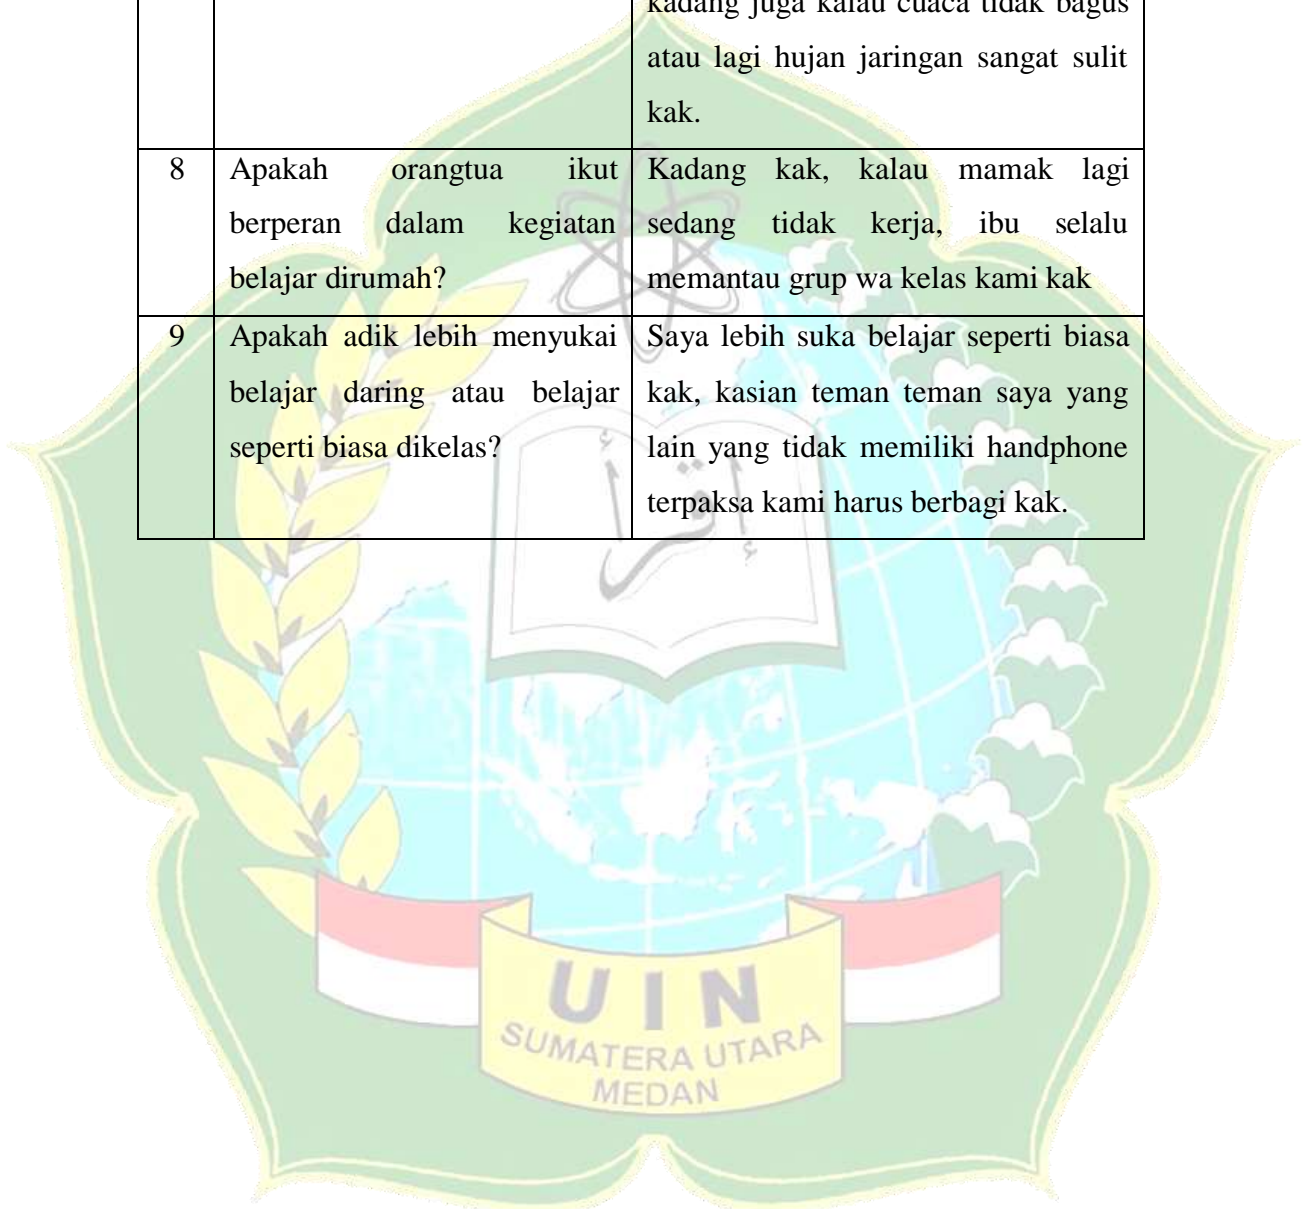 kadang juga kalau cuaca tidak bagus
atau lagi hujan jaringan sangat sulit
kak.
8
Apakah orangtua ikut
berperan dalam kegiatan
belajar dirumah?
Kadang kak, kalau mamak lagi
sedang tidak kerja, ibu selalu
memantau grup wa kelas kami kak
9
Apakah adik lebih menyukai
belajar daring atau belajar
seperti biasa dikelas?
Saya lebih suka belajar seperti biasa
kak, kasian teman teman saya yang
lain yang tidak memiliki handphone
terpaksa kami harus berbagi kak.
إقرأ
UIN
SUMATERA UTARA
MEDAN